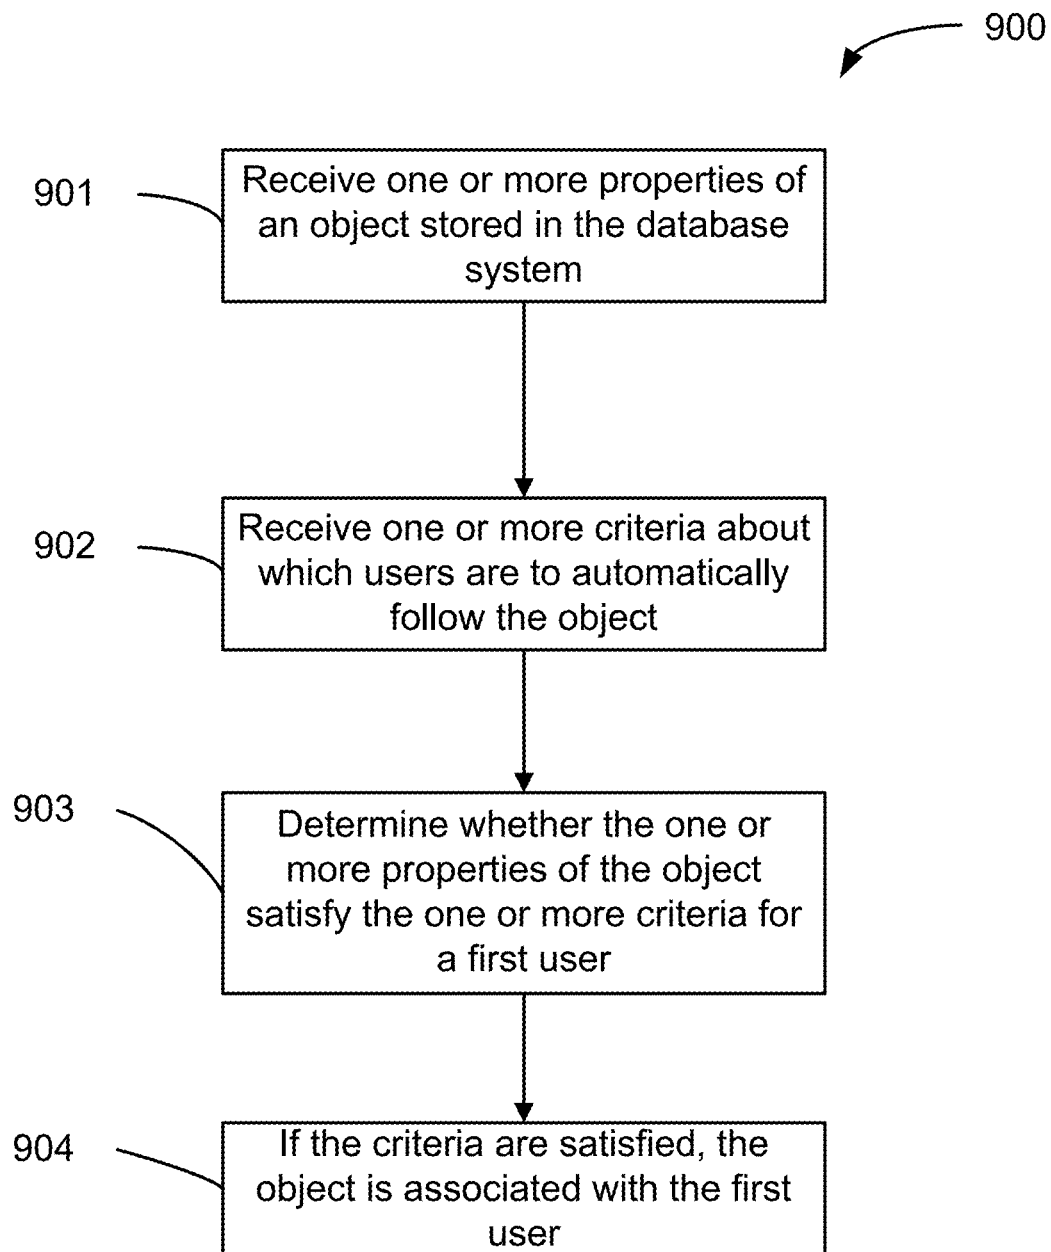 900
901
Receive one or more properties of
an object stored in the database
system
902
Receive one or more criteria about
which users are to automatically
follow the object
903
Determine whether the one or
more properties of the object
satisfy the one or more criteria for
a first user
904
If the criteria are satisfied, the
object is associated with the first
user